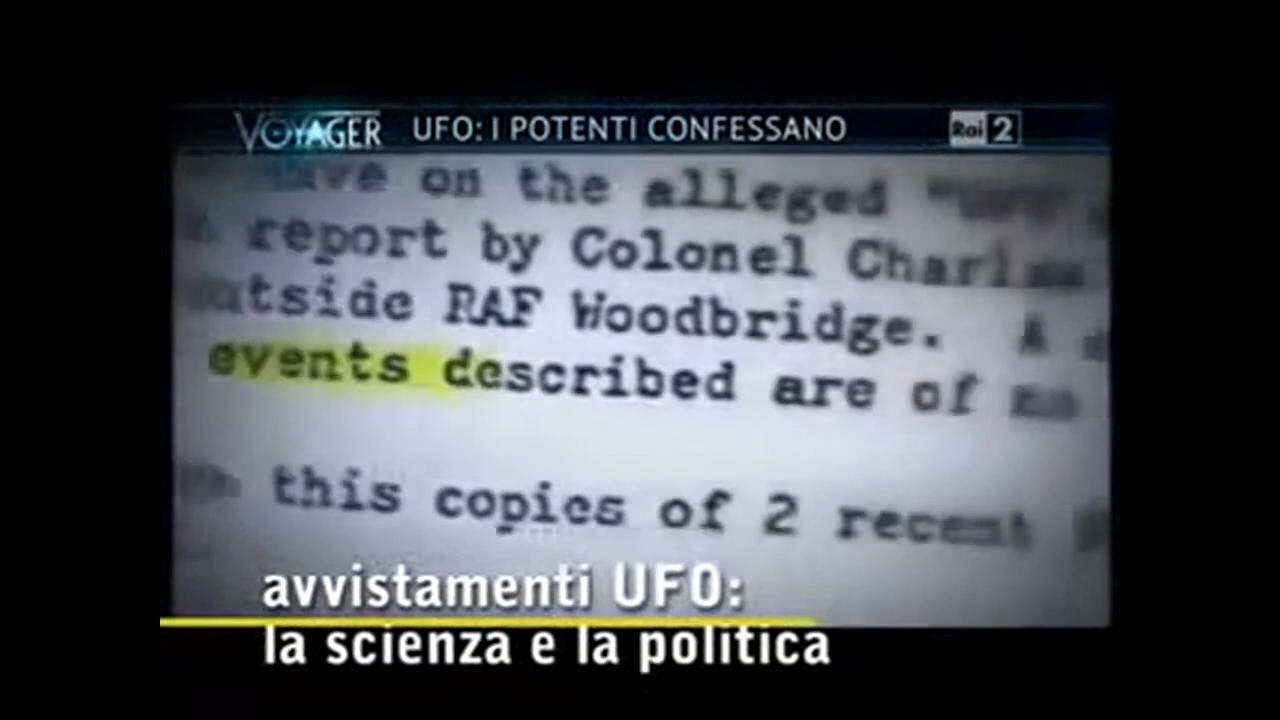 VOYAGER UFO: I POTENTI CONFESSANO Rai 2
on the alleged
report by Colonel
RAF Woodbridge. A
events described are of
this copies of 2 recent
avvistamenti UFO:
la scienza e la politica